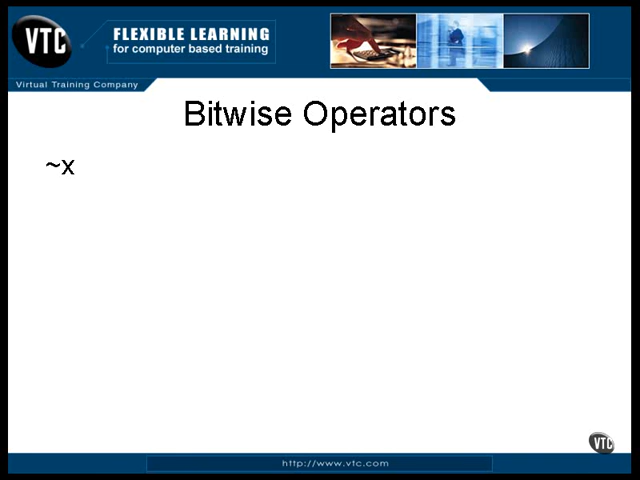 VTC
FLEXIBLE LEARNING
for computer based training
Virtual Training Company
Bitwise Operators
~x
VTC
http://www.vtc.com